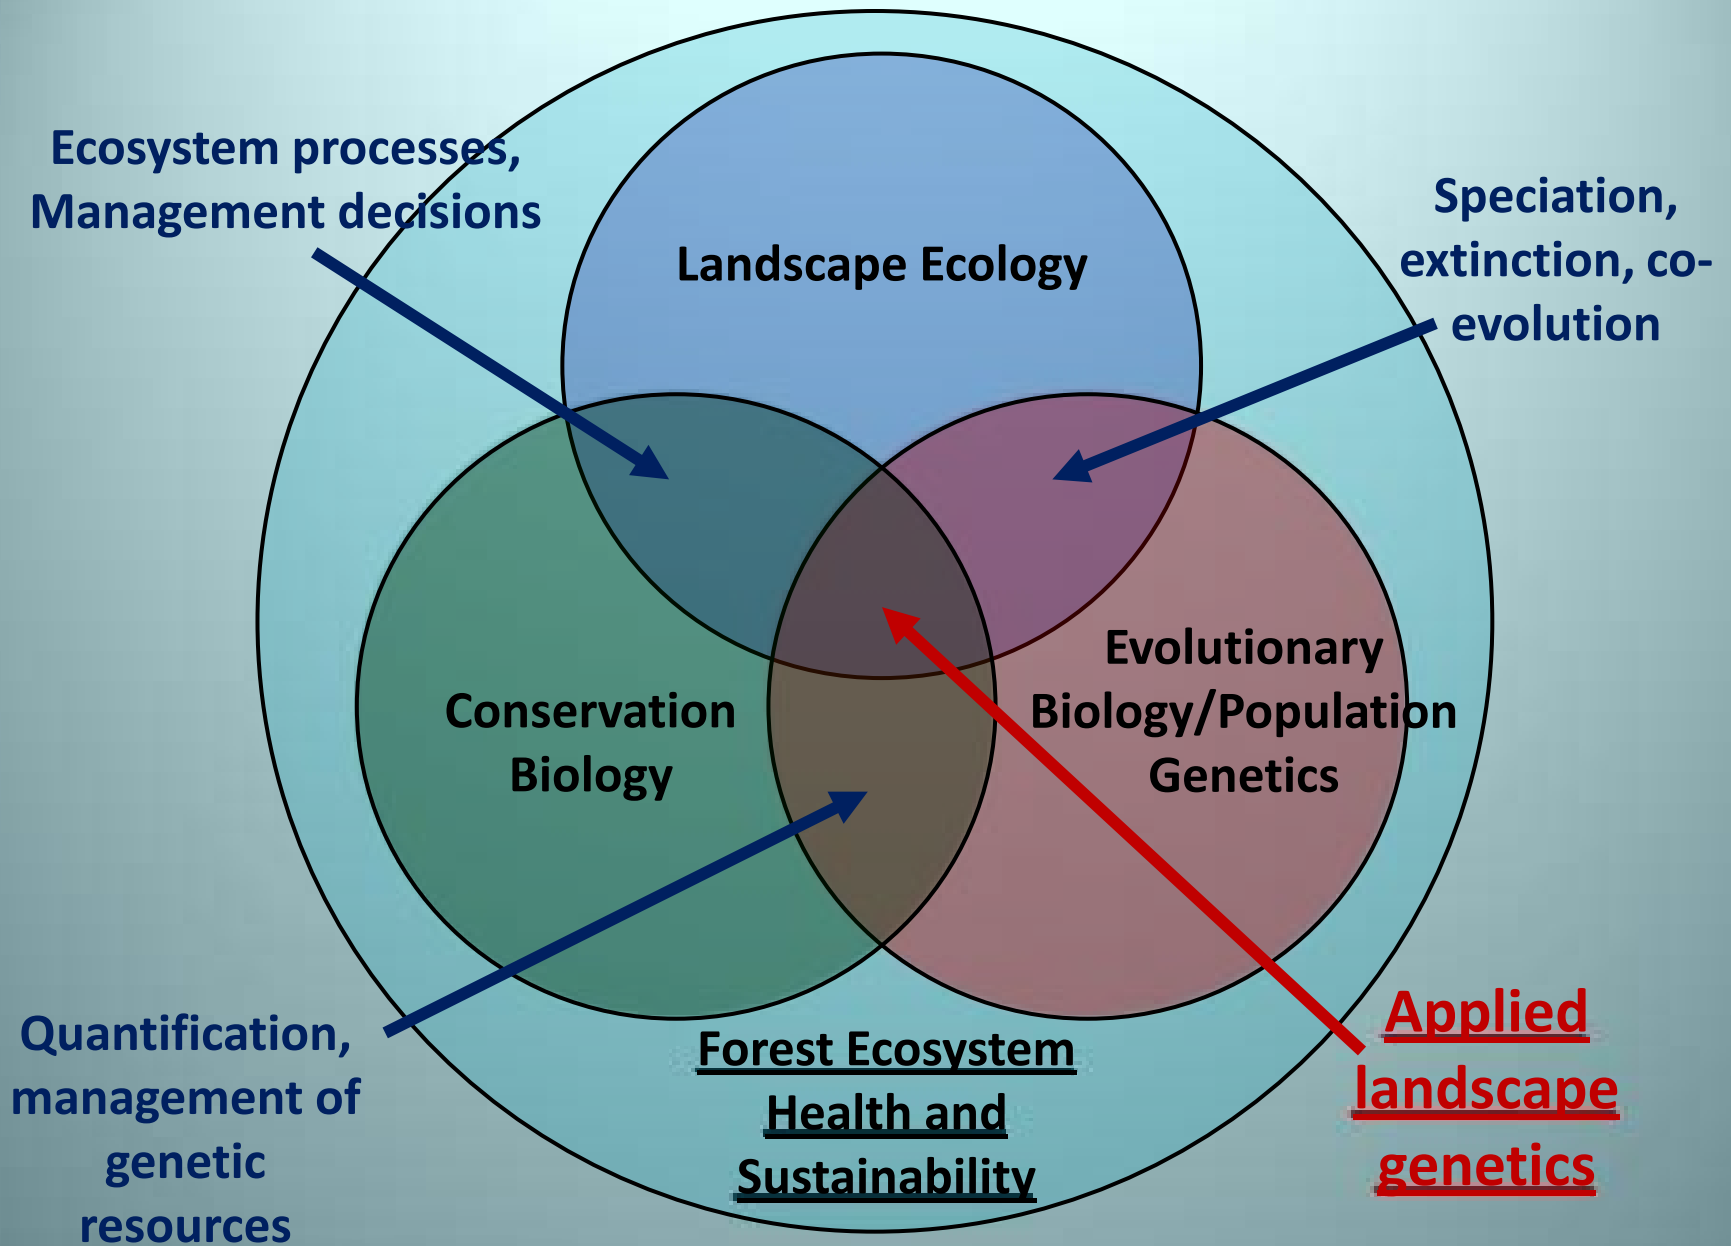 Ecosystem processes,
Management decisions
Speciation,
extinction, co-
evolution
Landscape Ecology
Conservation
Biology
Evolutionary
Biology/Population
Genetics
Quantification,
management of
genetic
resources
Forest Ecosystem
Health and
Sustainability
Applied
landscape
genetics